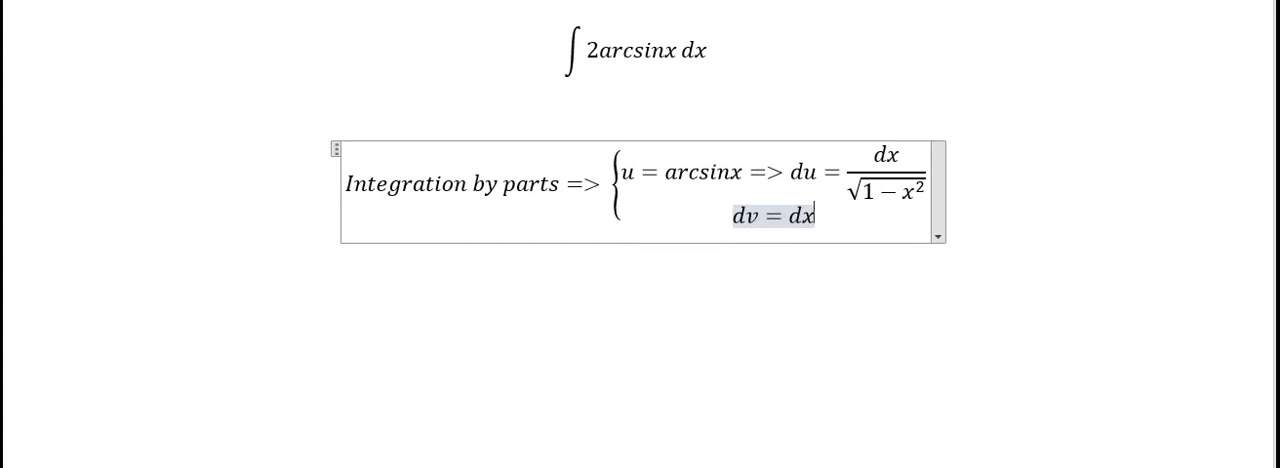 ∫ 2arcsinx dx
Integration by parts => { u = arcsinx => du = dx / √1 − x²
dv = dx